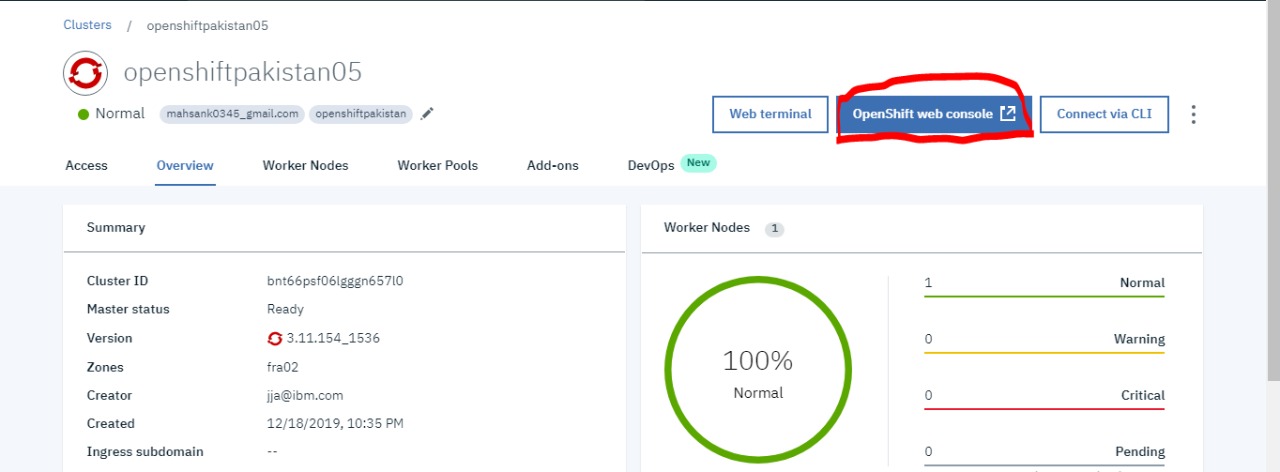 Clusters / openshiftpakistan05
openshiftpakistan05
Normal mahsank0345_gmail.com openshiftpakistan
Web terminal OpenShift web console Connect via CLI
Access Overview Worker Nodes Worker Pools Add-ons DevOps New
Summary
Cluster ID bnt66psf06lgggn657l0
Master status Ready
Version 3.11.154_1536
Zones fra02
Creator jja@ibm.com
Created 12/18/2019, 10:35 PM
Ingress subdomain --
Worker Nodes 1
100%
Normal
1 Normal
0 Warning
0 Critical
0 Pending